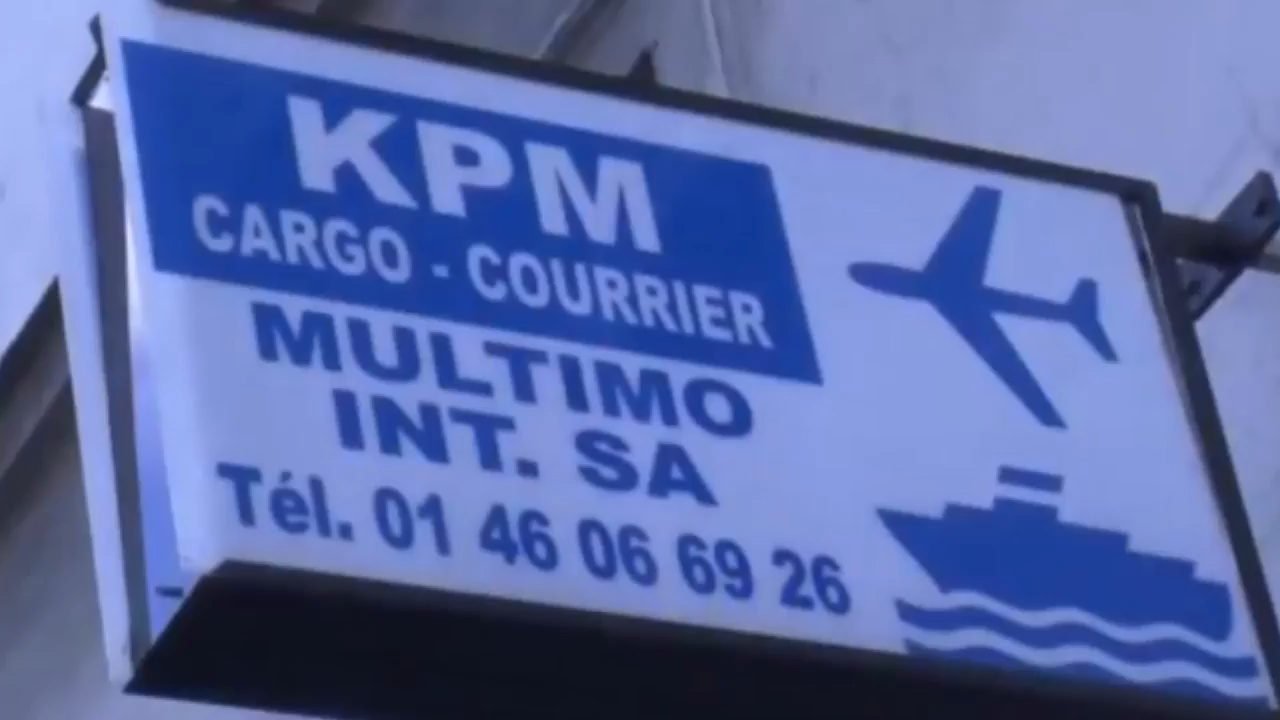 KPM
CARGO - COURRIER
MULTIMO
INT. SA
Tél. 01 46 06 69 26